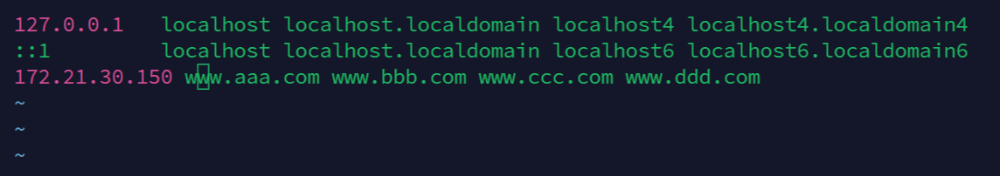 127.0.0.1   localhost localhost.localdomain localhost4 localhost4.localdomain4
::1         localhost localhost.localdomain localhost6 localhost6.localdomain6
172.21.30.150 www.aaa.com www.bbb.com www.ccc.com www.ddd.com
~
~
~